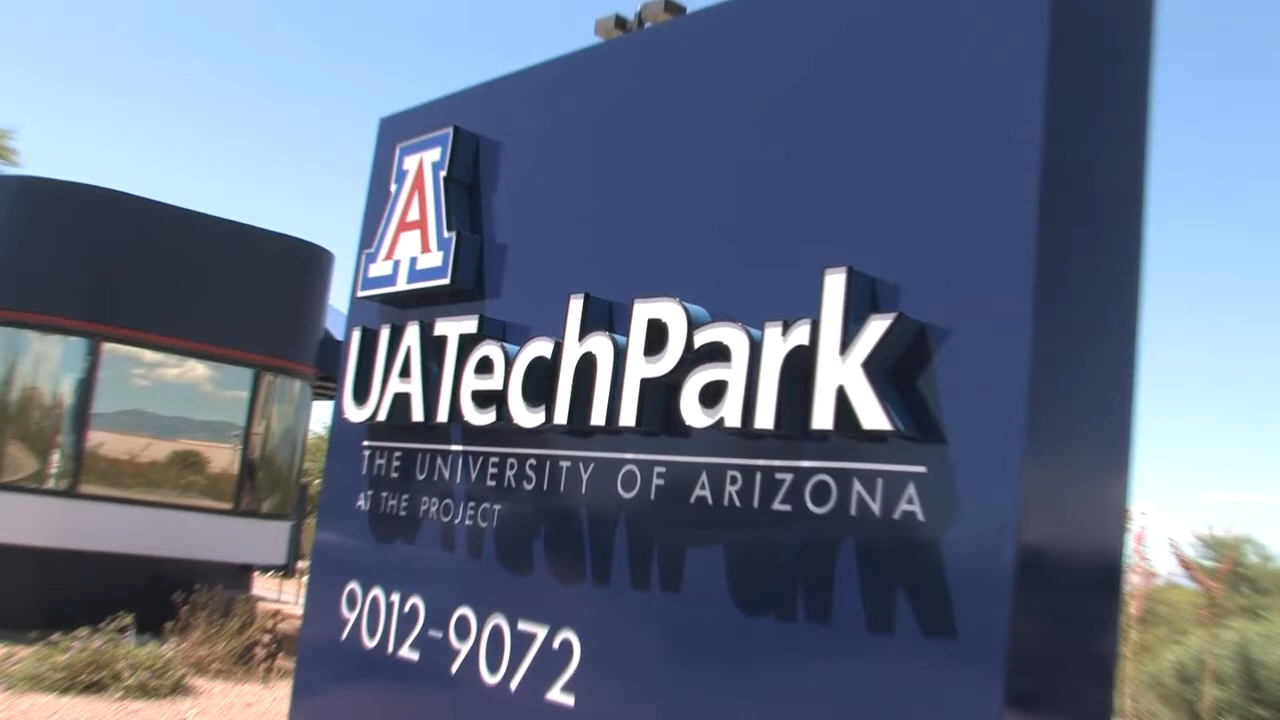 A
UATechPark
THE UNIVERSITY OF ARIZONA
AT THE PROJECT
9012-9072